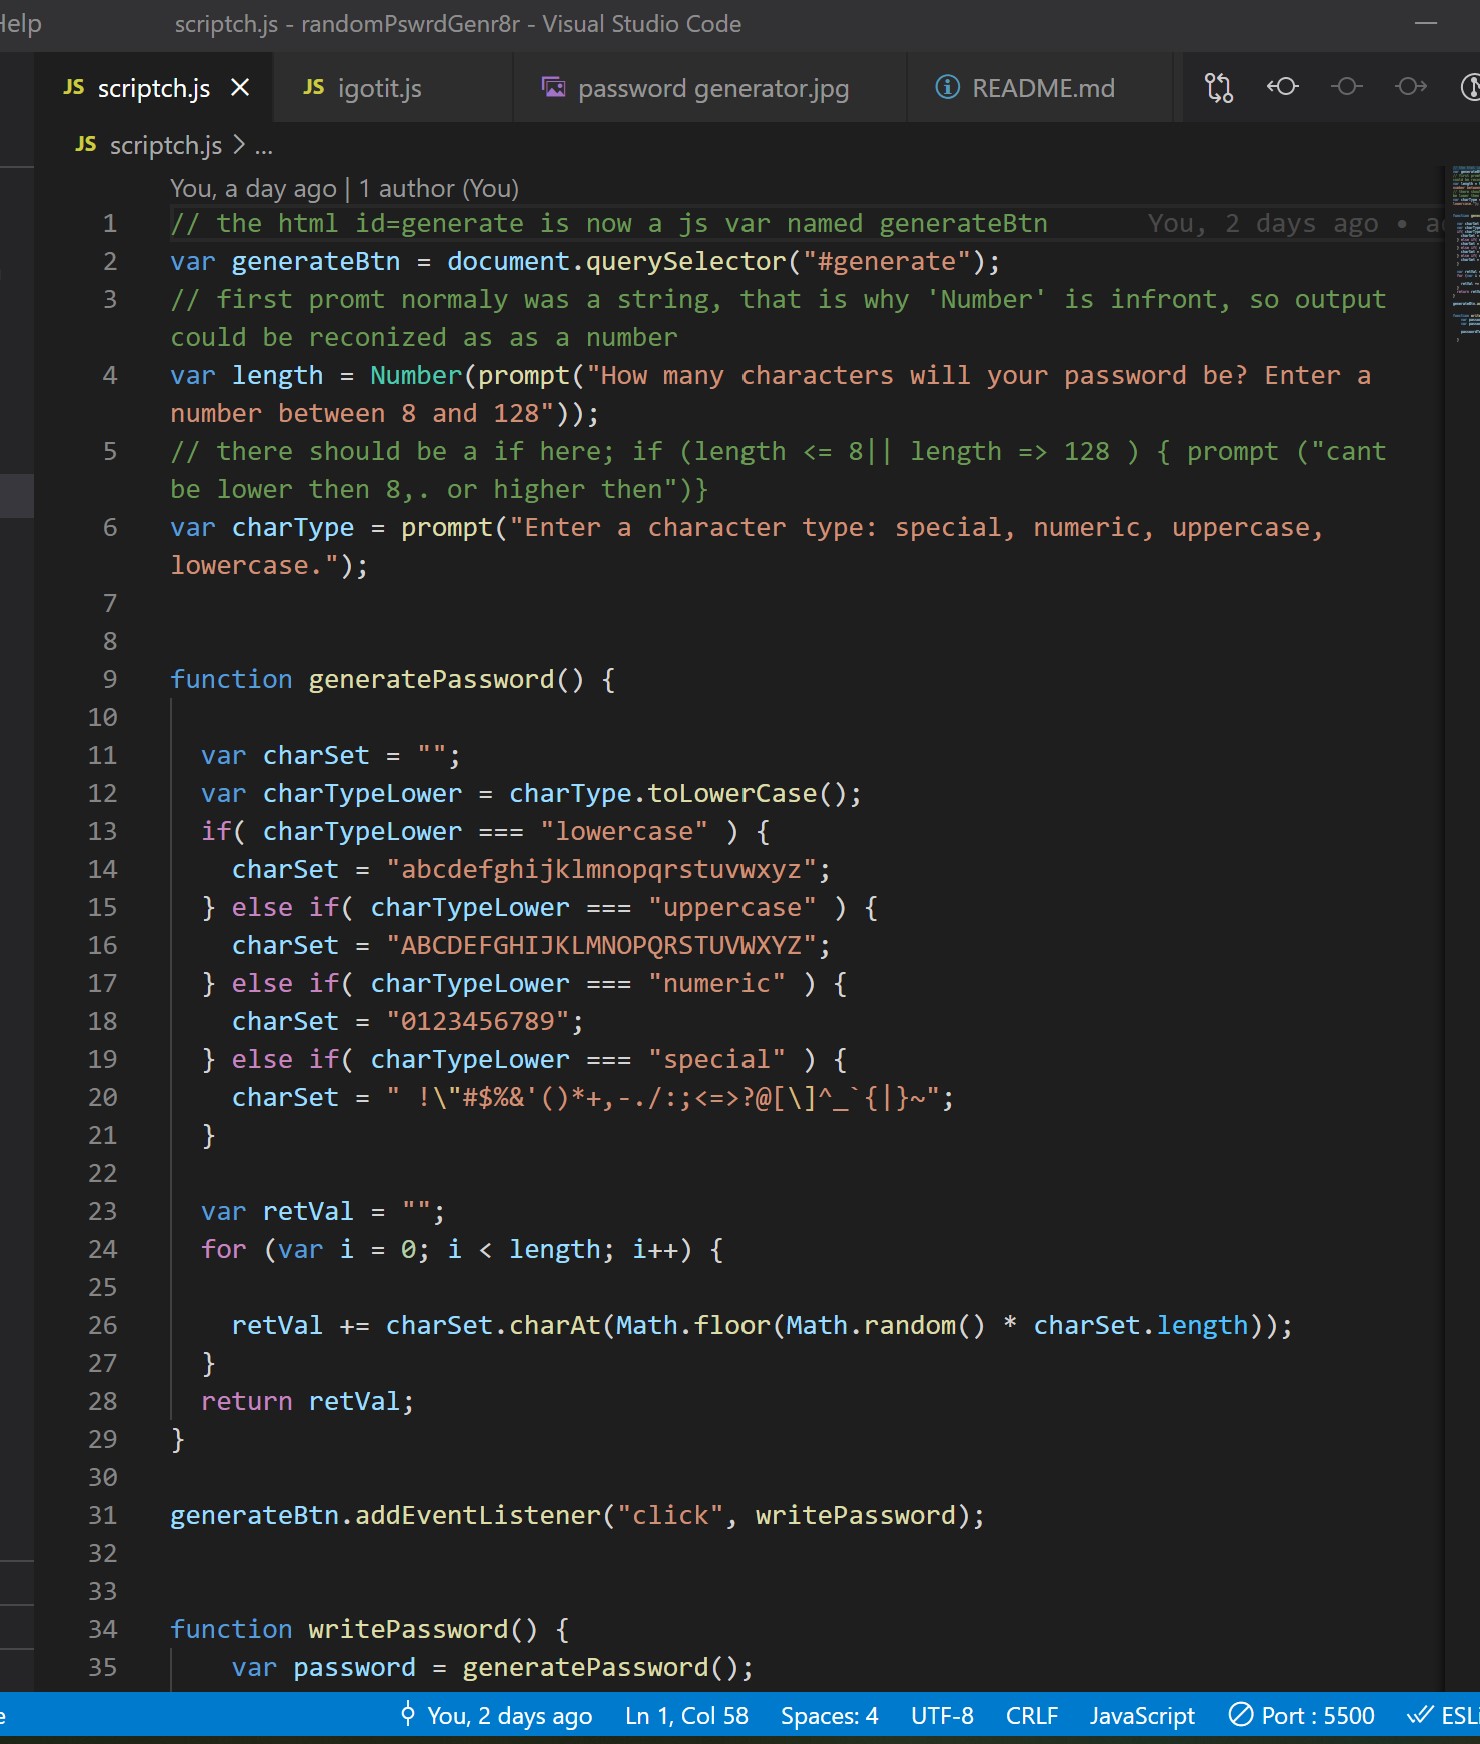 Help scriptch.js - randomPswrdGenr8r - Visual Studio Code
JS scriptch.js JS igotit.js password generator.jpg README.md
JS scriptch.js > ...
You, a day ago | 1 author (You)
1 // the html id=generate is now a js var named generateBtn You, 2 days ago •
2 var generateBtn = document.querySelector("#generate");
3 // first promt normaly was a string, that is why 'Number' is infront, so output
could be reconized as as a number
4 var length = Number(prompt("How many characters will your password be? Enter a
number between 8 and 128"));
5 // there should be a if here; if (length <= 8|| length => 128 ) { prompt ("cant
be lower then 8,. or higher then")}
6 var charType = prompt("Enter a character type: special, numeric, uppercase,
lowercase.");
7
8
9 function generatePassword() {
10
11 var charSet = "";
12 var charTypeLower = charType.toLowerCase();
13 if( charTypeLower === "lowercase" ) {
14 charSet = "abcdefghijklmnopqrstuvwxyz";
15 } else if( charTypeLower === "uppercase" ) {
16 charSet = "ABCDEFGHIJKLMNOPQRSTUVWXYZ";
17 } else if( charTypeLower === "numeric" ) {
18 charSet = "0123456789";
19 } else if( charTypeLower === "special" ) {
20 charSet = " !\"#$%&'()*+,-./:;<=>?@[\]^_`{|}~";
21 }
22
23 var retVal = "";
24 for (var i = 0; i < length; i++) {
25
26 retVal += charSet.charAt(Math.floor(Math.random() * charSet.length));
27 }
28 return retVal;
29 }
30
31 generateBtn.addEventListener("click", writePassword);
32
33
34 function writePassword() {
35 var password = generatePassword();
You, 2 days ago Ln 1, Col 58 Spaces: 4 UTF-8 CRLF JavaScript Port : 5500